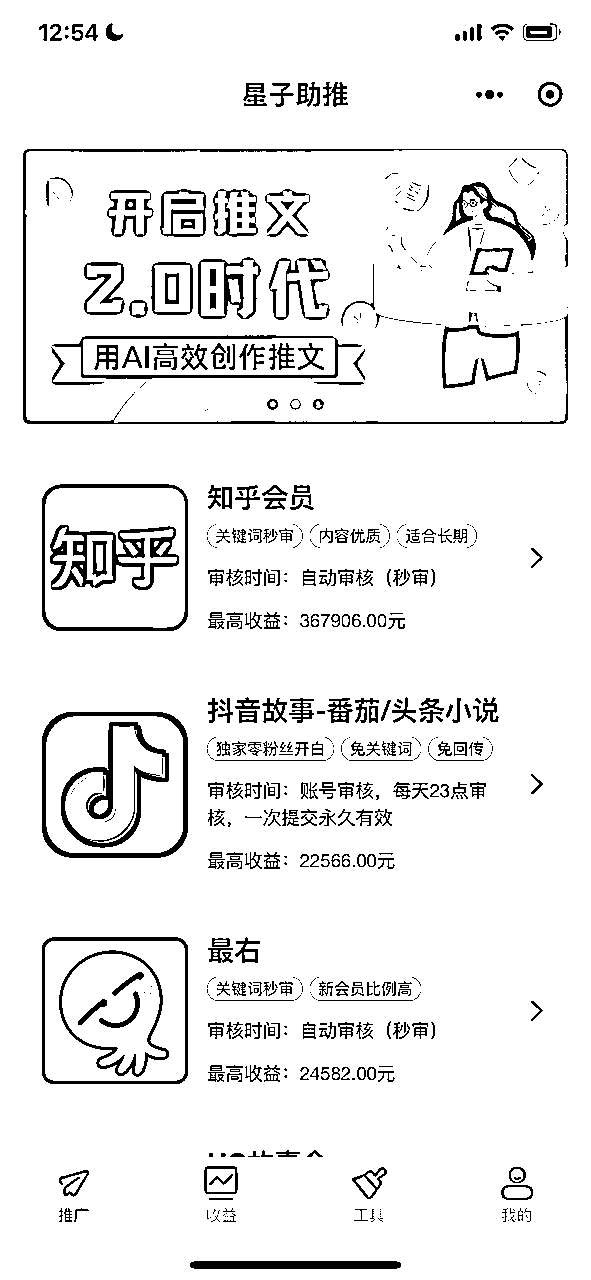 12:54
星子助推
开启推文
2.0时代
用AI高效创作推文
知乎
知乎会员
关键词秒审 内容优质 适合长期
审核时间：自动审核（秒审）
最高收益：367906.00元
抖音故事-番茄/头条小说
独家零粉丝开白 免关键词 免回传
审核时间：账号审核，每天23点审
核，一次提交永久有效
最高收益：22566.00元
最右
关键词秒审 新会员比例高
审核时间：自动审核（秒审）
最高收益：24582.00元
推广 收益 工具 我的